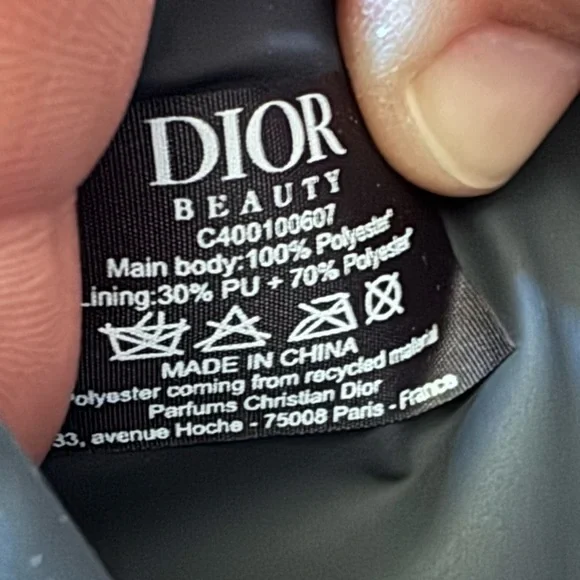 DIOR
BEAUTY
C400100607
Main body:100% Polyester
Lining:30% PU + 70% Polyester
MADE IN CHINA
Polyester coming from recycled material
Parfums Christian Dior
33, avenue Hoche - 75008 Paris - France